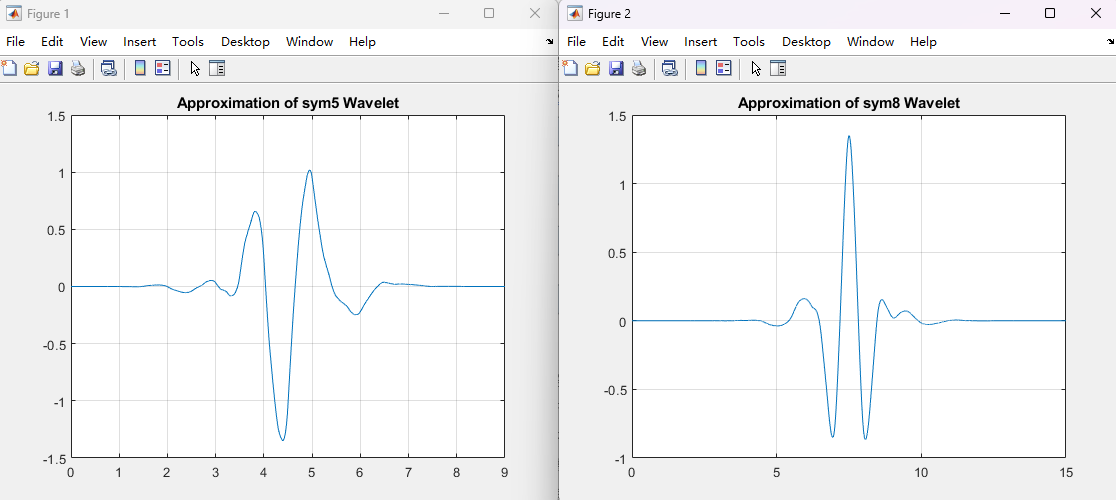 Figure 1
File Edit View Insert Tools Desktop Window Help
Approximation of sym5 Wavelet
1.5
1
0.5
0
-0.5
-1
-1.5
0 1 2 3 4 5 6 7 8 9
Figure 2
File Edit View Insert Tools Desktop Window Help
Approximation of sym8 Wavelet
1.5
1
0.5
0
-0.5
-1
0 5 10 15